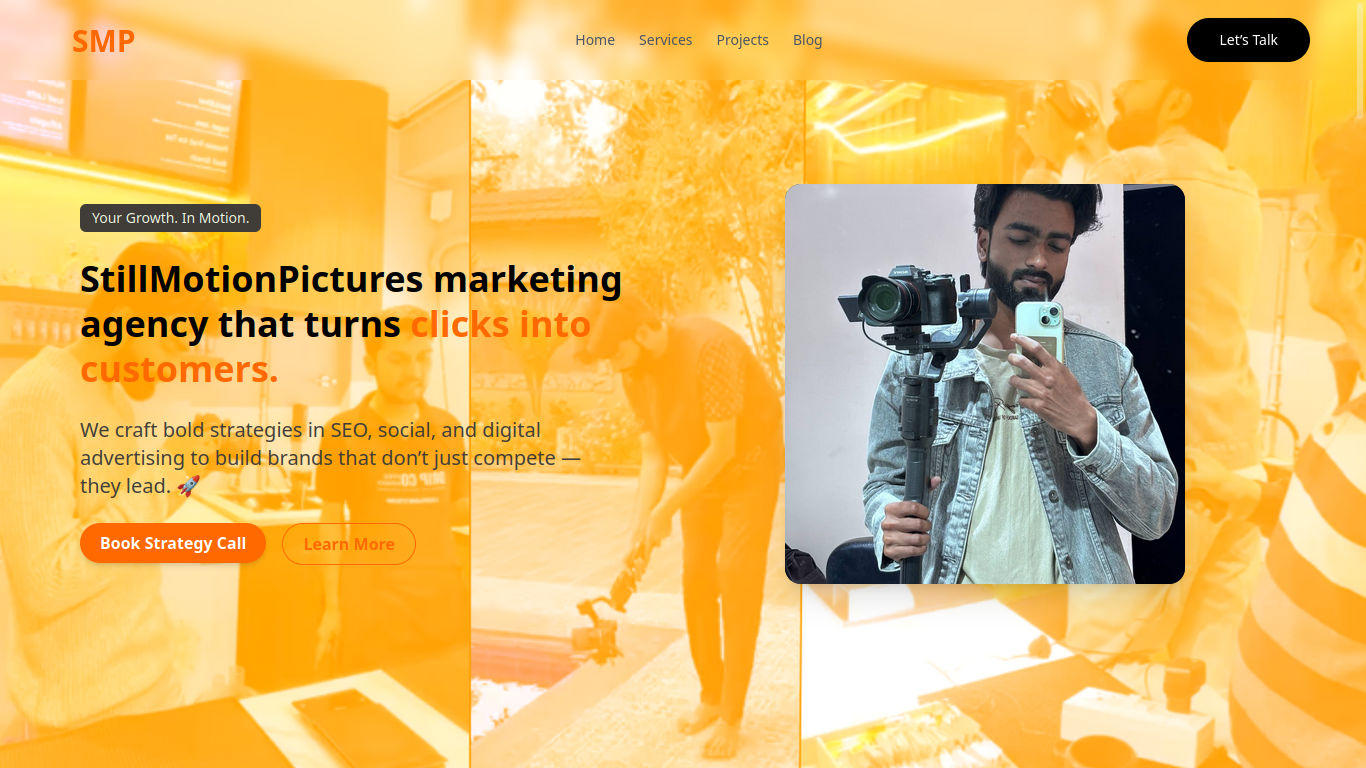 SMP
Home
Services
Projects
Blog
Let’s Talk
Your Growth. In Motion.
StillMotionPictures marketing
agency that turns clicks into
customers.
We craft bold strategies in SEO, social, and digital
advertising to build brands that don’t just compete —
they lead. 🚀
Book Strategy Call
Learn More